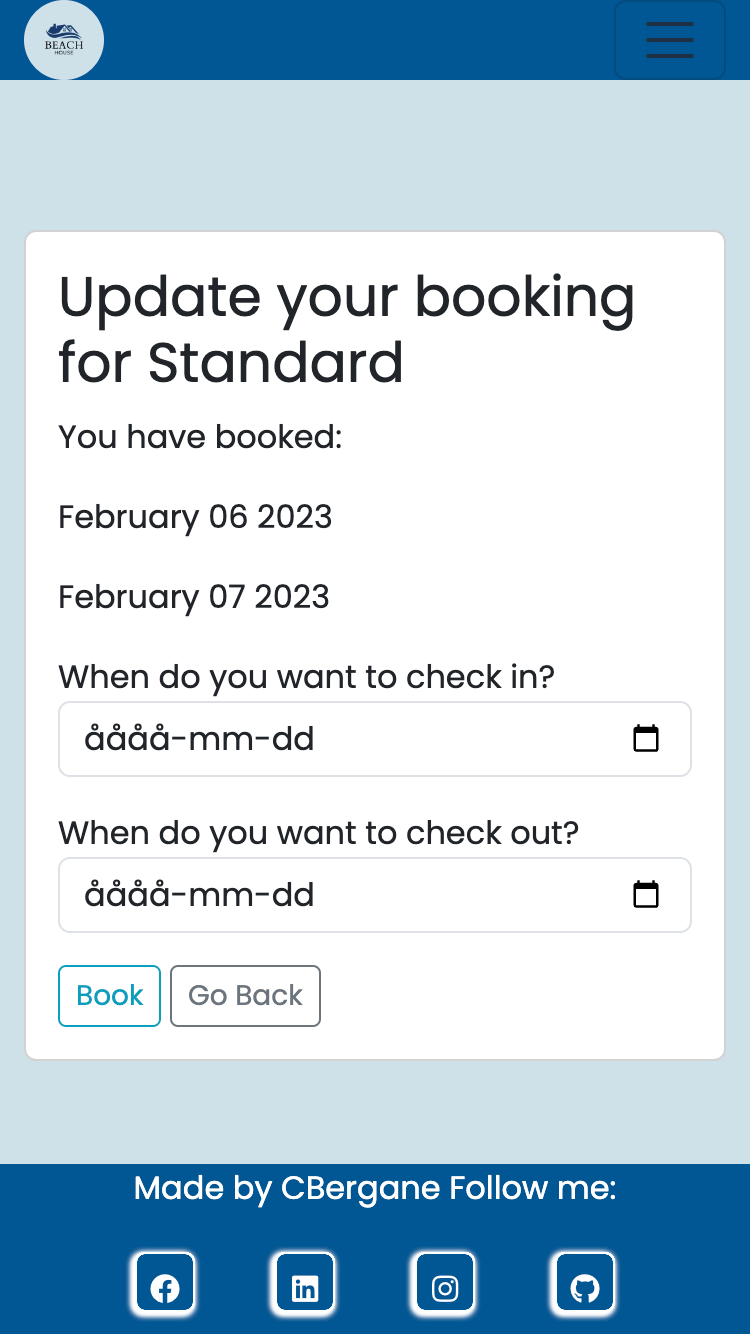 BEACH
HOUSE
Update your booking
for Standard
You have booked:
February 06 2023
February 07 2023
When do you want to check in?
åååå-mm-dd
When do you want to check out?
åååå-mm-dd
Book Go Back
Made by CBergane Follow me:
in